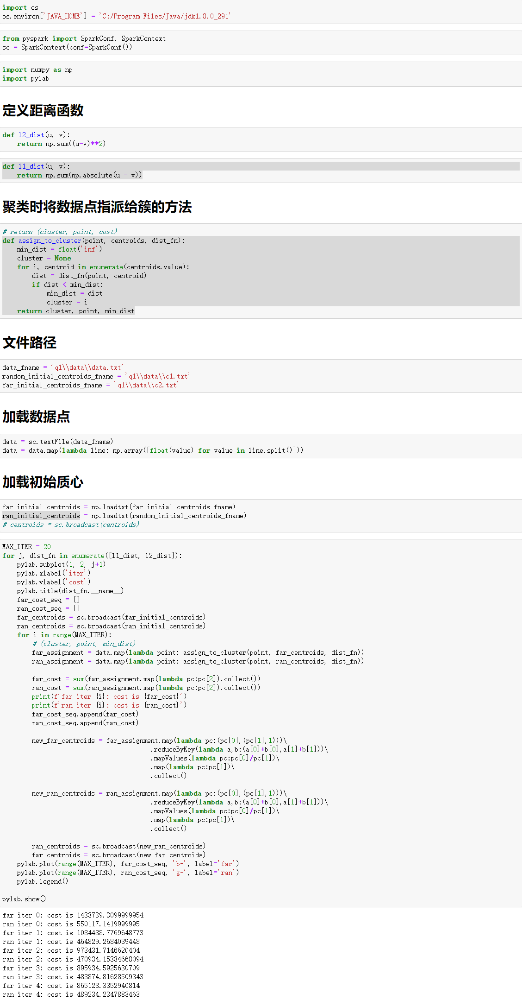 import os
os.environ['JAVA_HOME'] = 'C:/Program Files/Java/jdk1.8.0_291'
from pyspark import SparkConf, SparkContext
sc = SparkContext(conf=SparkConf())
import numpy as np
import pylab
定义距离函数
def l2_dist(u, v):
    return np.sum((u-v)**2)
def l1_dist(u, v):
    return np.sum(np.absolute(u - v))
聚类时将数据点指派给簇的方法
# return (cluster, point, cost)
def assign_to_cluster(point, centroids, dist_fn):
    min_dist = float('inf')
    cluster = None
    for i, centroid in enumerate(centroids.value):
        dist = dist_fn(point, centroid)
        if dist < min_dist:
            min_dist = dist
            cluster = i
    return cluster, point, min_dist
文件路径
data_fname = 'q1\\data\\data.txt'
random_initial_centroids_fname = 'q1\\data\\c1.txt'
far_initial_centroids_fname = 'q1\\data\\c2.txt'
加载数据点
data = sc.textFile(data_fname)
data = data.map(lambda line: np.array([float(value) for value in line.split()]))
加载初始质心
far_initial_centroids = np.loadtxt(far_initial_centroids_fname)
ran_initial_centroids = np.loadtxt(random_initial_centroids_fname)
# centroids = sc.broadcast(centroids)
MAX_ITER = 20
for j, dist_fn in enumerate([l1_dist, l2_dist]):
    pylab.subplot(1, 2, j+1)
    pylab.xlabel('iter')
    pylab.ylabel('cost')
    pylab.title(dist_fn.__name__)
    far_cost_seq = []
    ran_cost_seq = []
    far_centroids = sc.broadcast(far_initial_centroids)
    ran_centroids = sc.broadcast(ran_initial_centroids)
    for i in range(MAX_ITER):
        # (cluster, point, min_dist)
        far_assignment = data.map(lambda point: assign_to_cluster(point, far_centroids, dist_fn))
        ran_assignment = data.map(lambda point: assign_to_cluster(point, ran_centroids, dist_fn))
        far_cost = sum(far_assignment.map(lambda pc:pc[2]).collect())
        ran_cost = sum(ran_assignment.map(lambda pc:pc[2]).collect())
        print(f'far iter {i}: cost is {far_cost}')
        print(f'ran iter {i}: cost is {ran_cost}')
        far_cost_seq.append(far_cost)
        ran_cost_seq.append(ran_cost)
        new_far_centroids = far_assignment.map(lambda pc:(pc[0],(pc[1],1)))\
                                        .reduceByKey(lambda a,b:(a[0]+b[0],a[1]+b[1]))\
                                        .mapValues(lambda pc:pc[0]/pc[1])\
                                        .map(lambda pc:pc[1])\
                                        .collect()
        new_ran_centroids = ran_assignment.map(lambda pc:(pc[0],(pc[1],1)))\
                                        .reduceByKey(lambda a,b:(a[0]+b[0],a[1]+b[1]))\
                                        .mapValues(lambda pc:pc[0]/pc[1])\
                                        .map(lambda pc:pc[1])\
                                        .collect()
        ran_centroids = sc.broadcast(new_ran_centroids)
        far_centroids = sc.broadcast(new_far_centroids)
    pylab.plot(range(MAX_ITER), far_cost_seq, 'b-', label='far')
    pylab.plot(range(MAX_ITER), ran_cost_seq, 'g-', label='ran')
    pylab.legend()
pylab.show()
far iter 0: cost is 1433739.3099999954
ran iter 0: cost is 550117.1419999995
far iter 1: cost is 1084488.7769648773
ran iter 1: cost is 464829.2684039448
far iter 2: cost is 973431.7146620404
ran iter 2: cost is 470934.15384668094
far iter 3: cost is 895934.5925630709
ran iter 3: cost is 483874.81628509343
far iter 4: cost is 865128.3352940814
ran iter 4: cost is 489234.2347883463